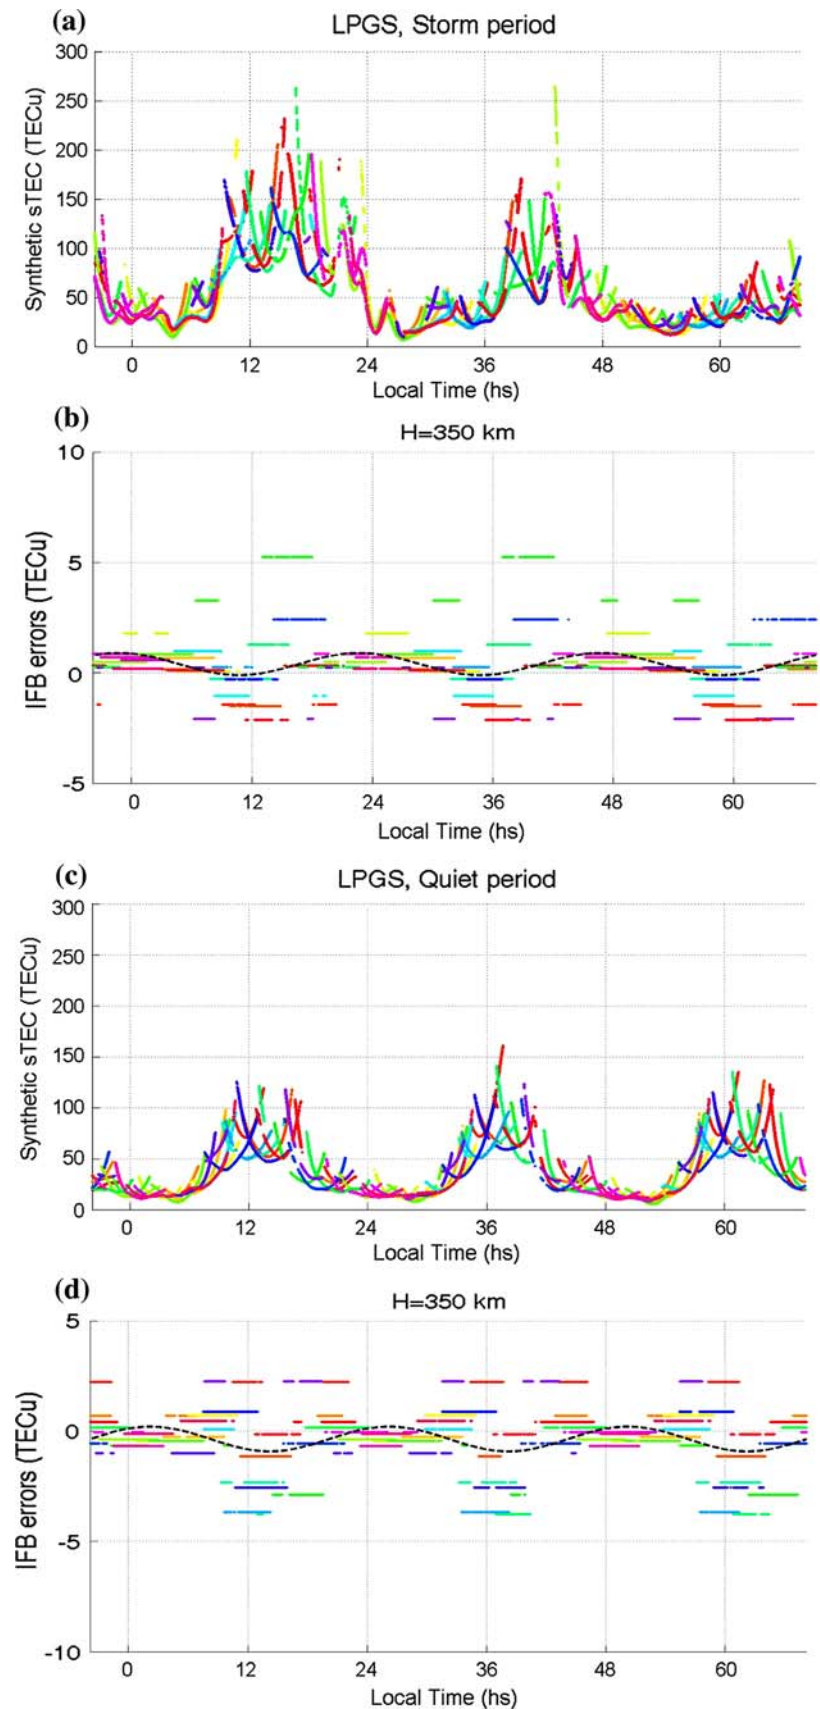 (a)
LPGS, Storm period
300
250
200
150
100
50
0
Synthetic sTEC (TECu)
0 12 24 36 48 60
Local Time (hs)
(b)
H=350 km
10
5
0
-5
IFB errors (TECu)
0 12 24 36 48 60
Local Time (hs)
(c)
LPGS, Quiet period
300
250
200
150
100
50
0
Synthetic sTEC (TECu)
0 12 24 36 48 60
Local Time (hs)
(d)
H=350 km
5
0
-5
-10
IFB errors (TECu)
0 12 24 36 48 60
Local Time (hs)